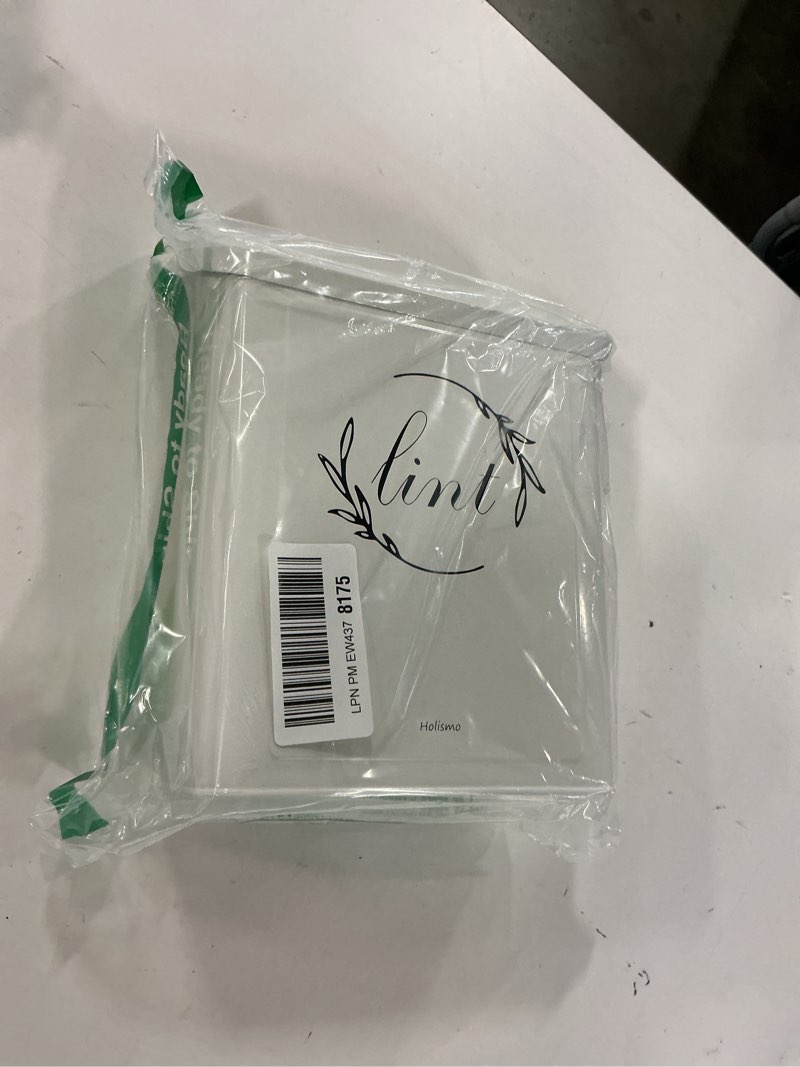 lint
LPN PM EW437 8175
Holismo